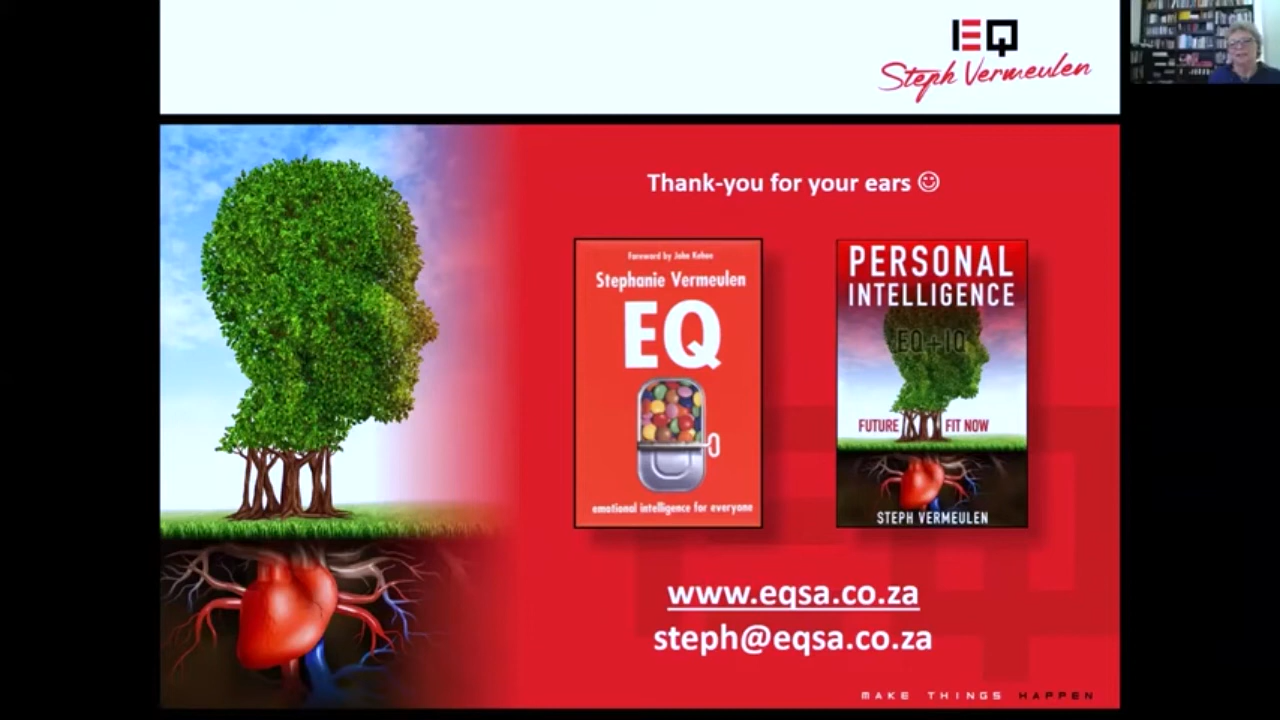 EQ
Steph Vermeulen
Thank-you for your ears ☺
Foreword by John Kehoe
Stephanie Vermeulen
EQ
emotional intelligence for everyone
PERSONAL
INTELLIGENCE
EQ+IQ
FUTURE FIT NOW
STEPH VERMEULEN
www.eqsa.co.za
steph@eqsa.co.za
MAKE THINGS HAPPEN